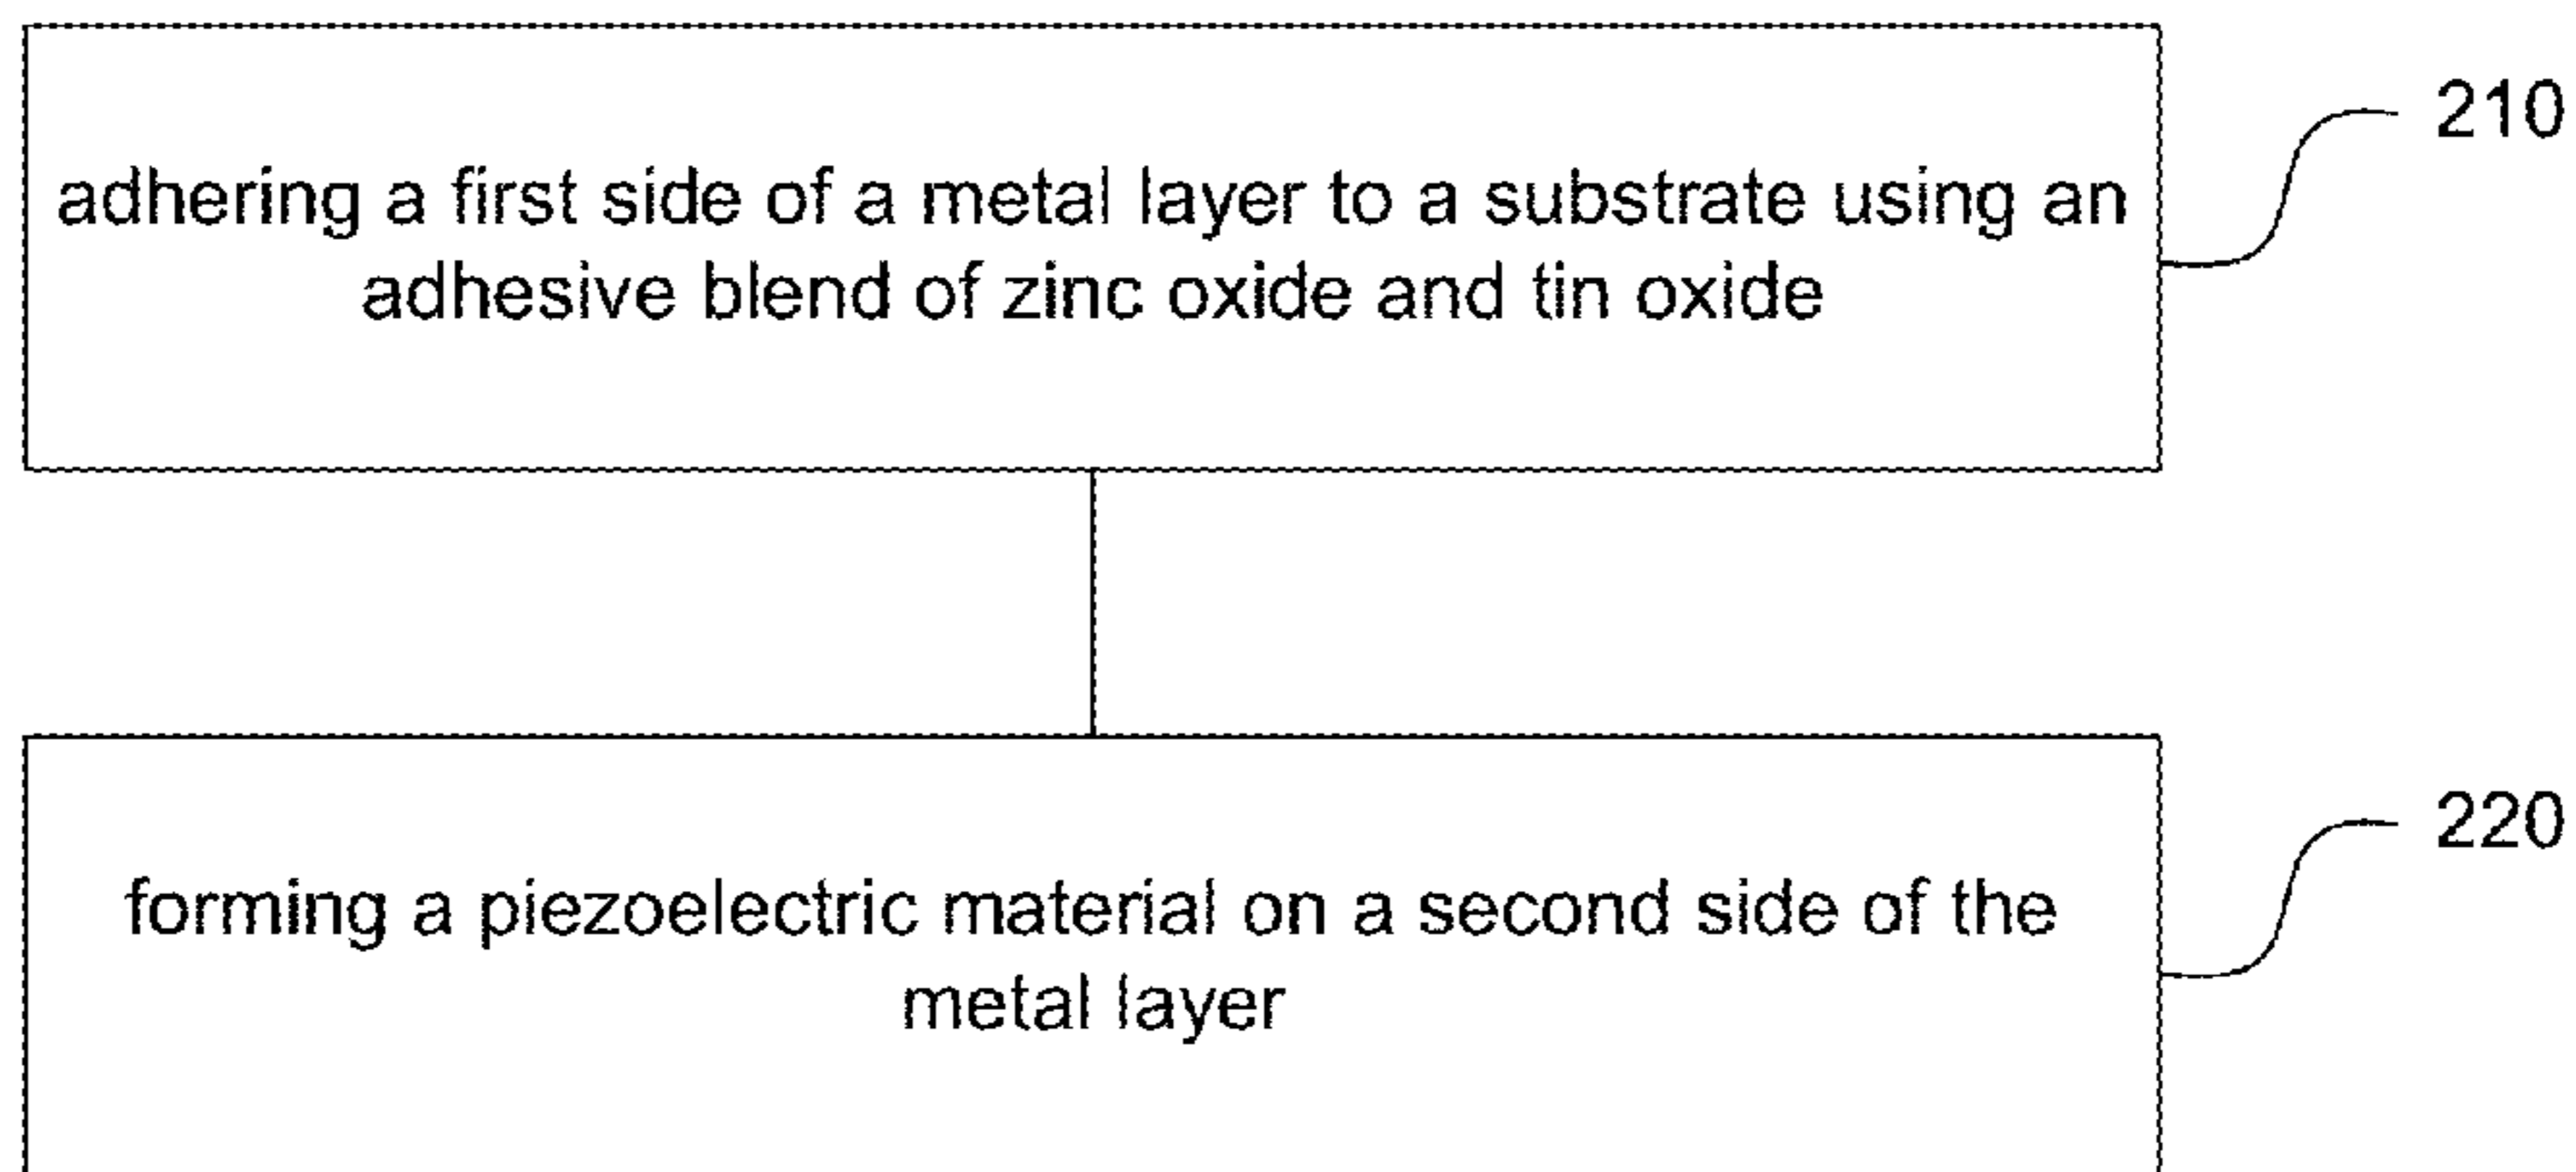 210
adhering a first side of a metal layer to a substrate using an
adhesive blend of zinc oxide and tin oxide
220
forming a piezoelectric material on a second side of the
metal layer